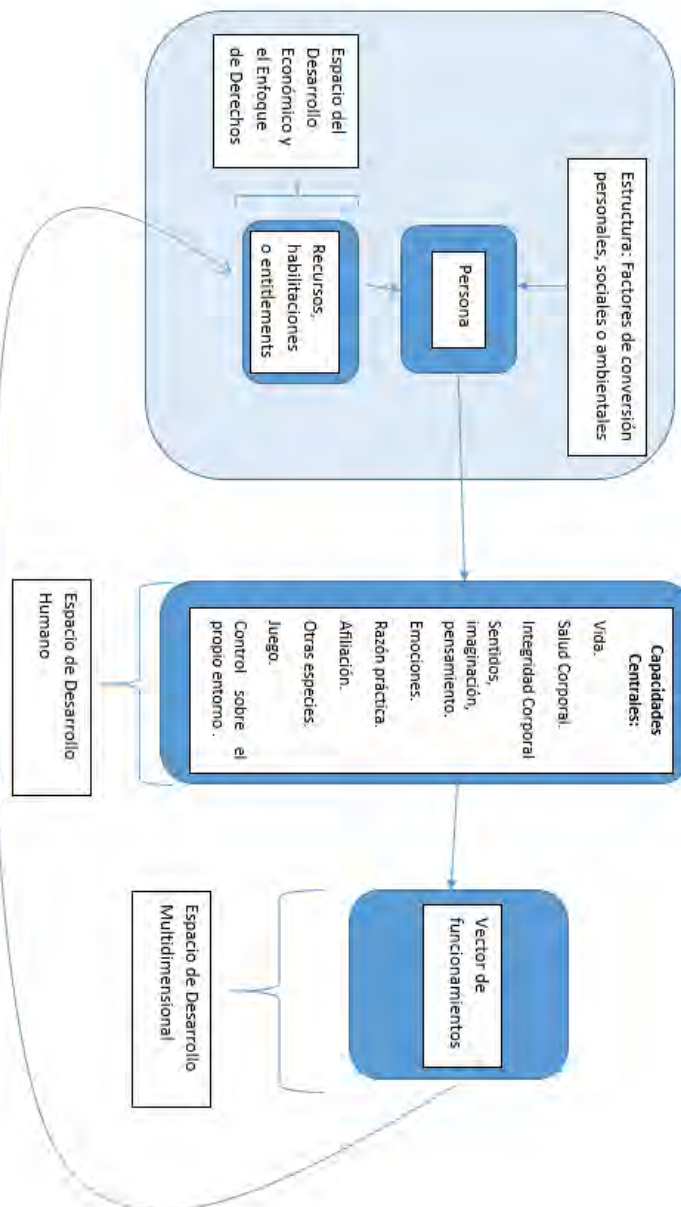 Estructura: Factores de conversión
personales, sociales o ambientales
Persona
Recursos,
habilitaciones
o entitlements
Espacio del
Desarrollo
Económico y
el Enfoque
de Derechos
Capacidades
Centrales:
Vida.
Salud Corporal.
Integridad Corporal
Sentidos,
imaginación,
pensamiento.
Emociones.
Razón práctica.
Afiliación.
Otras especies.
Juego.
Control sobre el
propio entorno .
Espacio de Desarrollo
Humano
Vector de
funcionamientos
Espacio de Desarrollo
Multidimensional